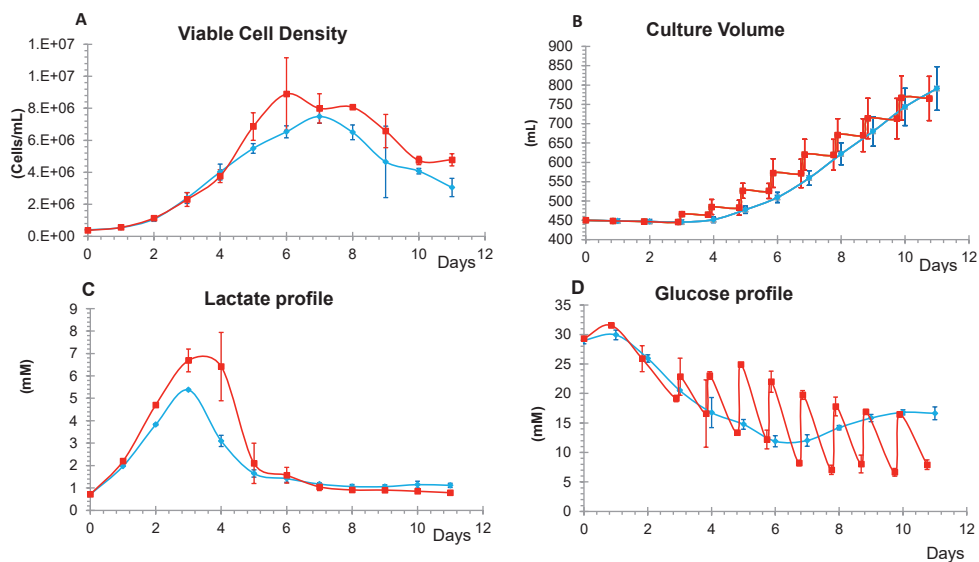 A
Viable Cell Density
1.E+07
1.E+07
8.E+06
6.E+06
4.E+06
2.E+06
0.E+00
(Cells/mL)
0 2 4 6 8 10 12
Days
B
Culture Volume
900
850
800
750
700
650
600
550
500
450
400
(mL)
0 2 4 6 8 10 12
Days
C
Lactate profile
9
8
7
6
5
4
3
2
1
0
(mM)
0 2 4 6 8 10 12
Days
D
Glucose profile
35
30
25
20
15
10
5
0
(mM)
0 2 4 6 8 10 12
Days